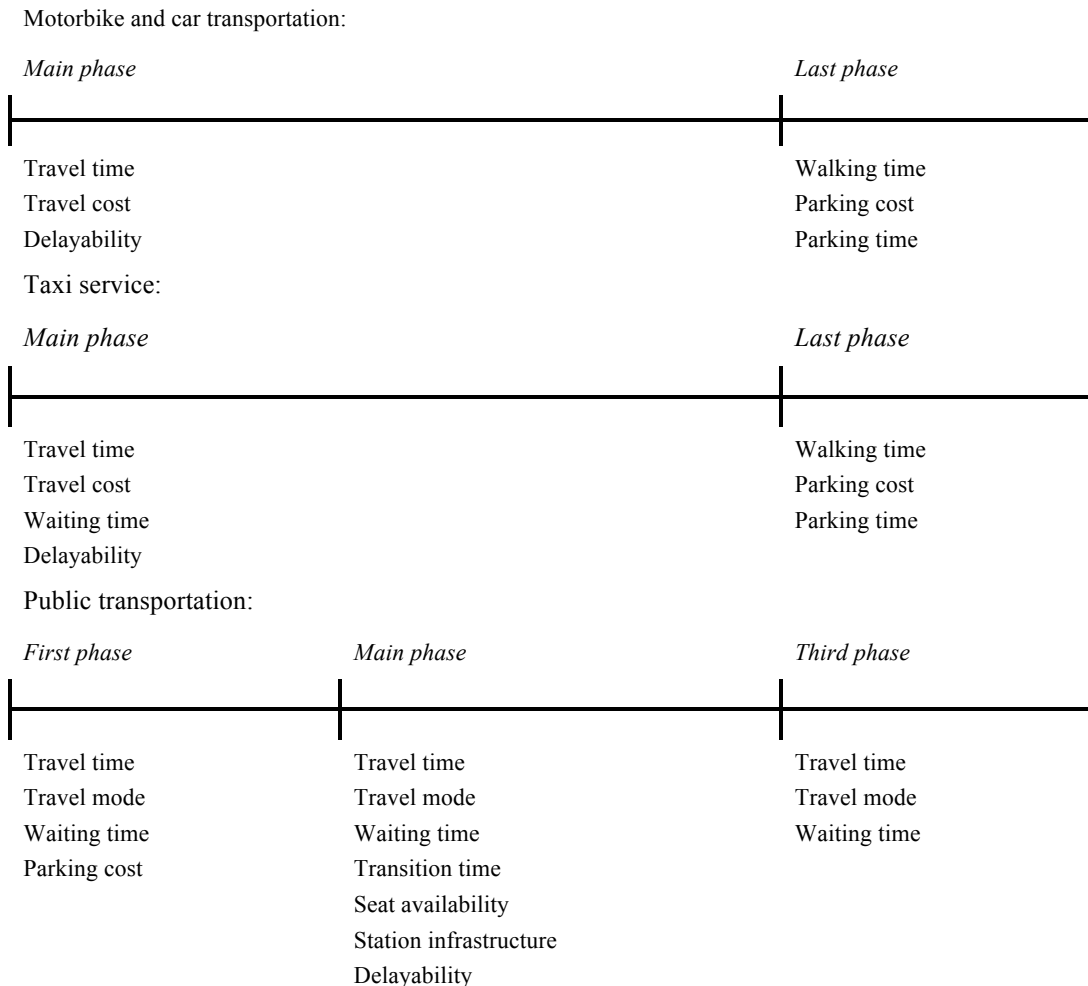 Motorbike and car transportation:
Main phase Last phase
Travel time Walking time
Travel cost Parking cost
Delayability Parking time
Taxi service:
Main phase Last phase
Travel time Walking time
Travel cost Parking cost
Waiting time Parking time
Delayability
Public transportation:
First phase Main phase Third phase
Travel time Travel time Travel time
Travel mode Travel mode Travel mode
Waiting time Waiting time Waiting time
Parking cost Transition time
Seat availability
Station infrastructure
Delayability